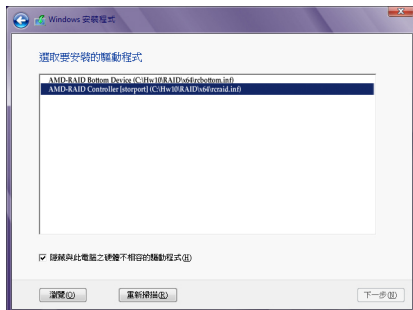 Windows 安裝程式
選取要安裝的驅動程式
AMD-RAID Bottom Device (C:\Hw10\RAID\x64\rcbottom.inf)
AMD-RAID Controller [storport] (C:\Hw10\RAID\x64\rcraid.inf)
隱藏與此電腦之硬體不相容的驅動程式(H)
瀏覽(O) 重新掃描(R) 下一步(N)